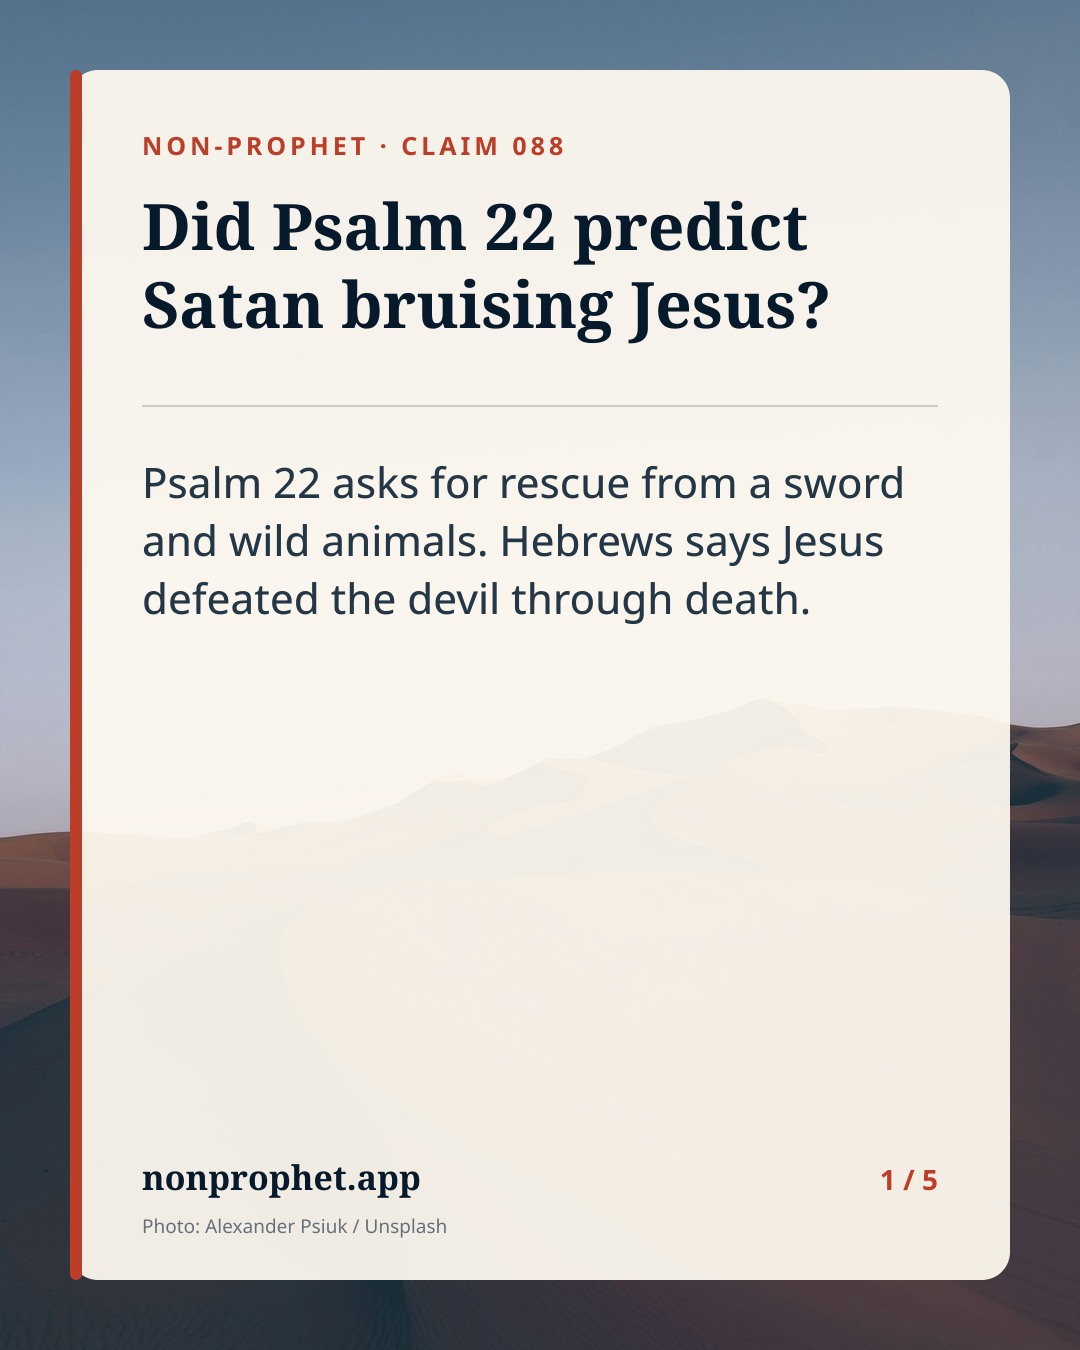 NON-PROPHET · CLAIM 088
Did Psalm 22 predict
Satan bruising Jesus?
Psalm 22 asks for rescue from a sword
and wild animals. Hebrews says Jesus
defeated the devil through death.
nonprophet.app
1 / 5
Photo: Alexander Psiuk / Unsplash